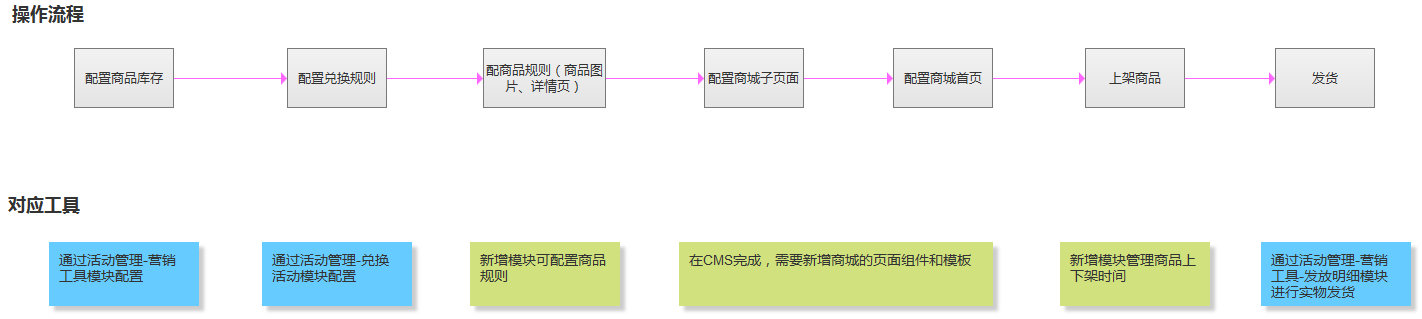 操作流程
配置商品库存
配置兑换规则
配商品规则（商品图
片、详情页）
配置商城子页面
配置商城首页
上架商品
发货
对应工具
通过活动管理-营销
工具模块配置
通过活动管理-兑换
活动模块配置
新增模块可配置商品
规则
在CMS完成，需要新增商城的页面组件和模板
新增模块管理商品上
下架时间
通过活动管理-营销
工具-发放明细模块
进行实物发货